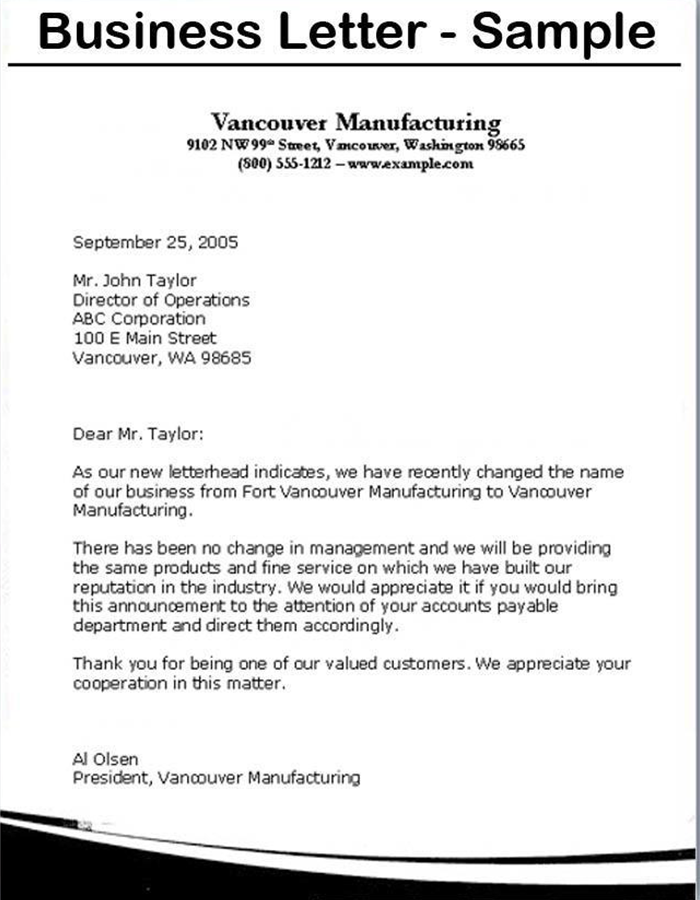 Business Letter - Sample
Vancouver Manufacturing
9102 NW 99th Street, Vancouver, Washington 98665
(800) 555-1212 – www.example.com
September 25, 2005
Mr. John Taylor
Director of Operations
ABC Corporation
100 E Main Street
Vancouver, WA 98685
Dear Mr. Taylor:
As our new letterhead indicates, we have recently changed the name
of our business from Fort Vancouver Manufacturing to Vancouver
Manufacturing.
There has been no change in management and we will be providing
the same products and fine service on which we have built our
reputation in the industry. We would appreciate it if you would bring
this announcement to the attention of your accounts payable
department and direct them accordingly.
Thank you for being one of our valued customers. We appreciate your
cooperation in this matter.
Al Olsen
President, Vancouver Manufacturing